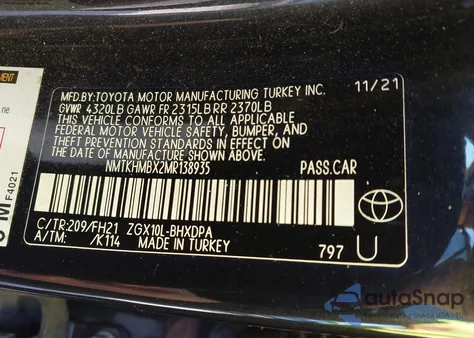 MFD.BY:TOYOTA MOTOR MANUFACTURING TURKEY INC. 11/21
GVWR 4320LB GAWR FR 2315LB RR 2370LB
THIS VEHICLE CONFORMS TO ALL APPLICABLE
FEDERAL MOTOR VEHICLE SAFETY, BUMPER, AND
THEFT PREVENTION STANDARDS IN EFFECT ON
THE DATE OF MANUFACTURE SHOWN ABOVE.
NMTKHMBX2MR138935 PASS.CAR
C/TR:209/FH21 ZGX10L-BHXDPA
A/TM: /K114 MADE IN TURKEY 797 U
ne
F4021
autoSnap